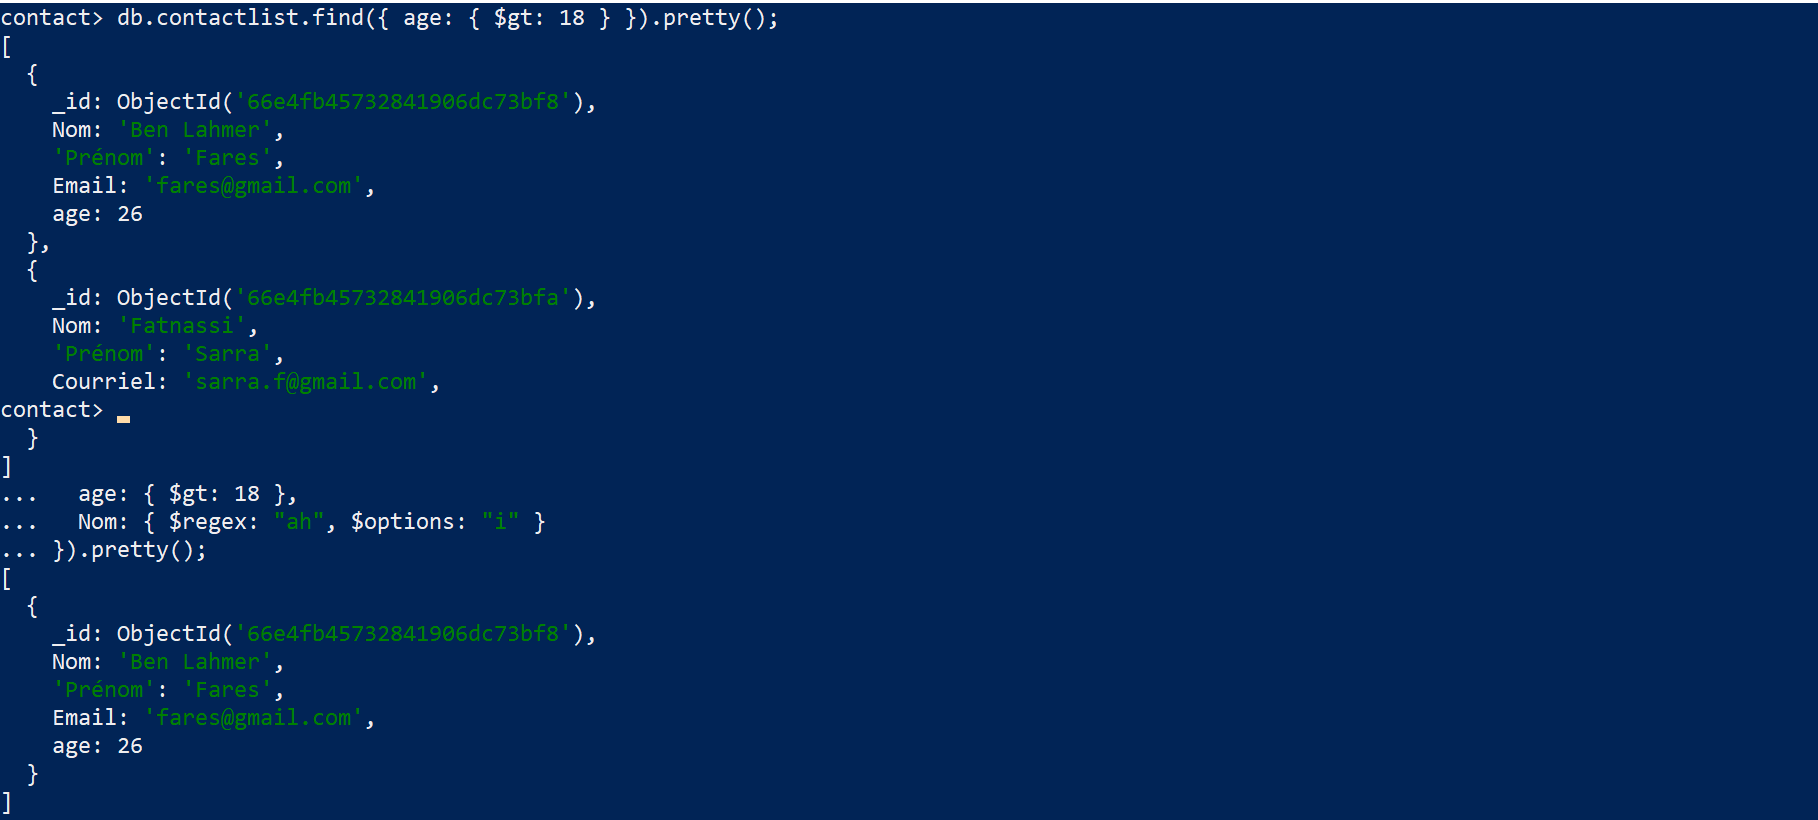 contact> db.contactlist.find({ age: { $gt: 18 } }).pretty();
[
  {
    _id: ObjectId('66e4fb45732841906dc73bf8'),
    Nom: 'Ben Lahmer',
    'Prénom': 'Fares',
    Email: 'fares@gmail.com',
    age: 26
  },
  {
    _id: ObjectId('66e4fb45732841906dc73bfa'),
    Nom: 'Fatnassi',
    'Prénom': 'Sarra',
    Courriel: 'sarra.f@gmail.com',
contact>
  }
]
...   age: { $gt: 18 },
...   Nom: { $regex: "ah", $options: "i" }
... }).pretty();
[
  {
    _id: ObjectId('66e4fb45732841906dc73bf8'),
    Nom: 'Ben Lahmer',
    'Prénom': 'Fares',
    Email: 'fares@gmail.com',
    age: 26
  }
]